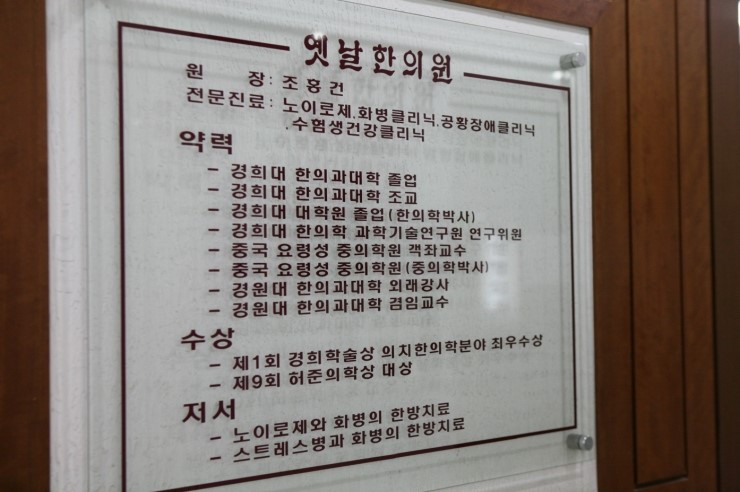 옛날한의원
원 장: 조홍건
전문진료: 노이로제.화병클리닉.공황장애클리닉
.수험생건강클리닉
약력
- 경희대 한의과대학 졸업
- 경희대 한의과대학 조교
- 경희대 대학원 졸업(한의학박사)
- 경희대 한의학 과학기술연구원 연구위원
- 중국 요령성 중의학원 객좌교수
- 중국 요령성 중의학원(중의학박사)
- 경원대 한의과대학 외래강사
- 경원대 한의과대학 겸임교수
수상
- 제1회 경희학술상 의치한의학분야 최우수상
- 제9회 허준의학상 대상
저서
- 노이로제와 화병의 한방치료
- 스트레스병과 화병의 한방치료